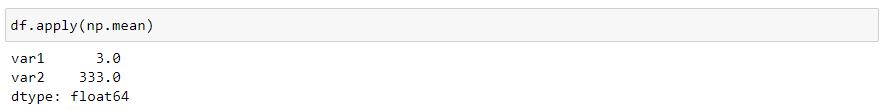 df.apply(np.mean)
var1      3.0
var2    333.0
dtype: float64